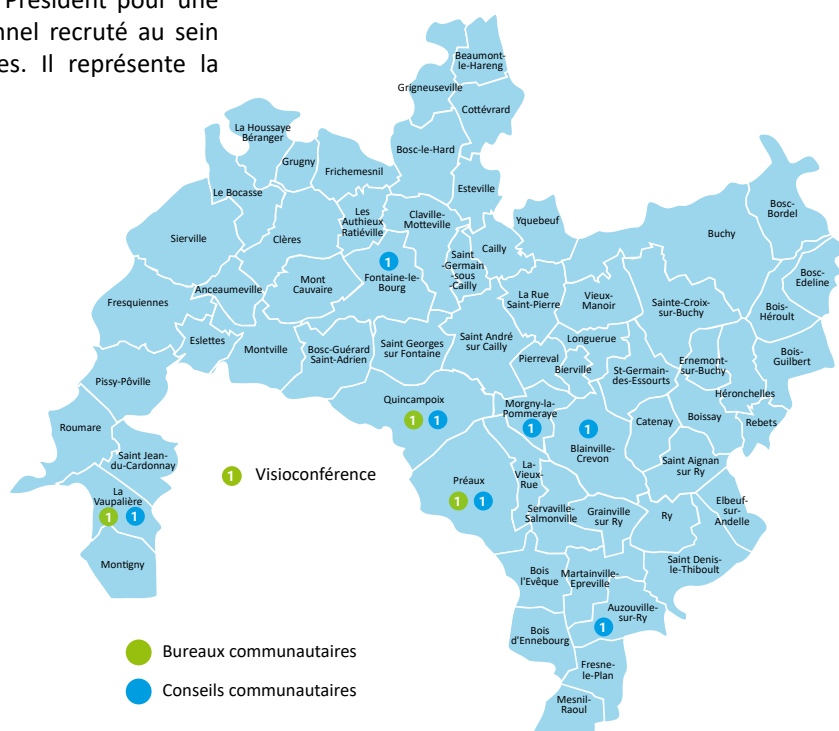 Président pour une
nnel recruté au sein
es. Il représente la
Beaumont-
le-Hareng
Grigneuseville
Cottévrard
La Houssaye
Béranger
Bosc-le-Hard
Grugny
Frichemesnil
Esteville
Le Bocasse
Les
Authieux
Ratiéville
Claville-
Motteville
Yquebeuf
Bosc-
Bordel
Buchy
Sierville
Clères
Cailly
Saint
-Germain
-sous
-Cailly
1
Fontaine-le-
Bourg
Bosc-
Edeline
Mont
Cauvaire
Anceaumeville
Fresquiennes
La Rue
Saint-Pierre
Vieux-
Manoir
Sainte-Croix-
sur-Buchy
Bois-
Héroult
Eslettes
Montville
Bosc-Guérard
Saint-Adrien
Saint Georges
sur Fontaine
Saint André
sur Cailly
Longuerue
Pierreval
Bierville
St-Germain-
des-Essourts
Ernemont-
sur-Buchy
Bois-
Guilbert
Pissy-Pôville
Héronchelles
Quincampoix
1 1
Morgny-la-
Pommeraye
1
1
Blainville-
Crevon
Catenay
Boissay
Rebets
Roumare
Saint Jean-
du-Cardonnay
Saint Aignan
sur Ry
1 Visioconférence
Préaux
1 1
La-
Vieux-
Rue
La
Vaupalière
1 1
Servaville-
Salmonville
Grainville
sur Ry
Ry
Elbeuf-
sur-
Andelle
Montigny
Saint Denis-
le-Thiboult
Bois
l'Evêque
Martainville-
Epreville
Auzouville-
sur-Ry
1
Bois
d'Ennebourg
Bureaux communautaires
Fresne-
le-Plan
Conseils communautaires
Mesnil-
Raoul